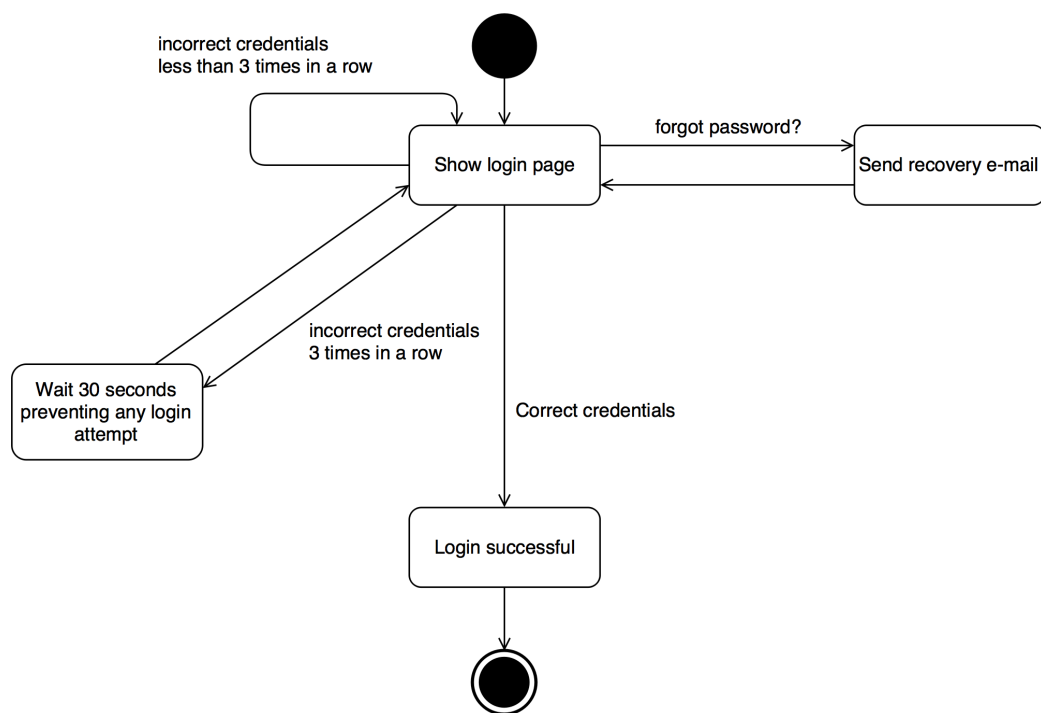 incorrect credentials
less than 3 times in a row
forgot password?
Show login page
Send recovery e-mail
incorrect credentials
3 times in a row
Wait 30 seconds
preventing any login
attempt
Correct credentials
Login successful